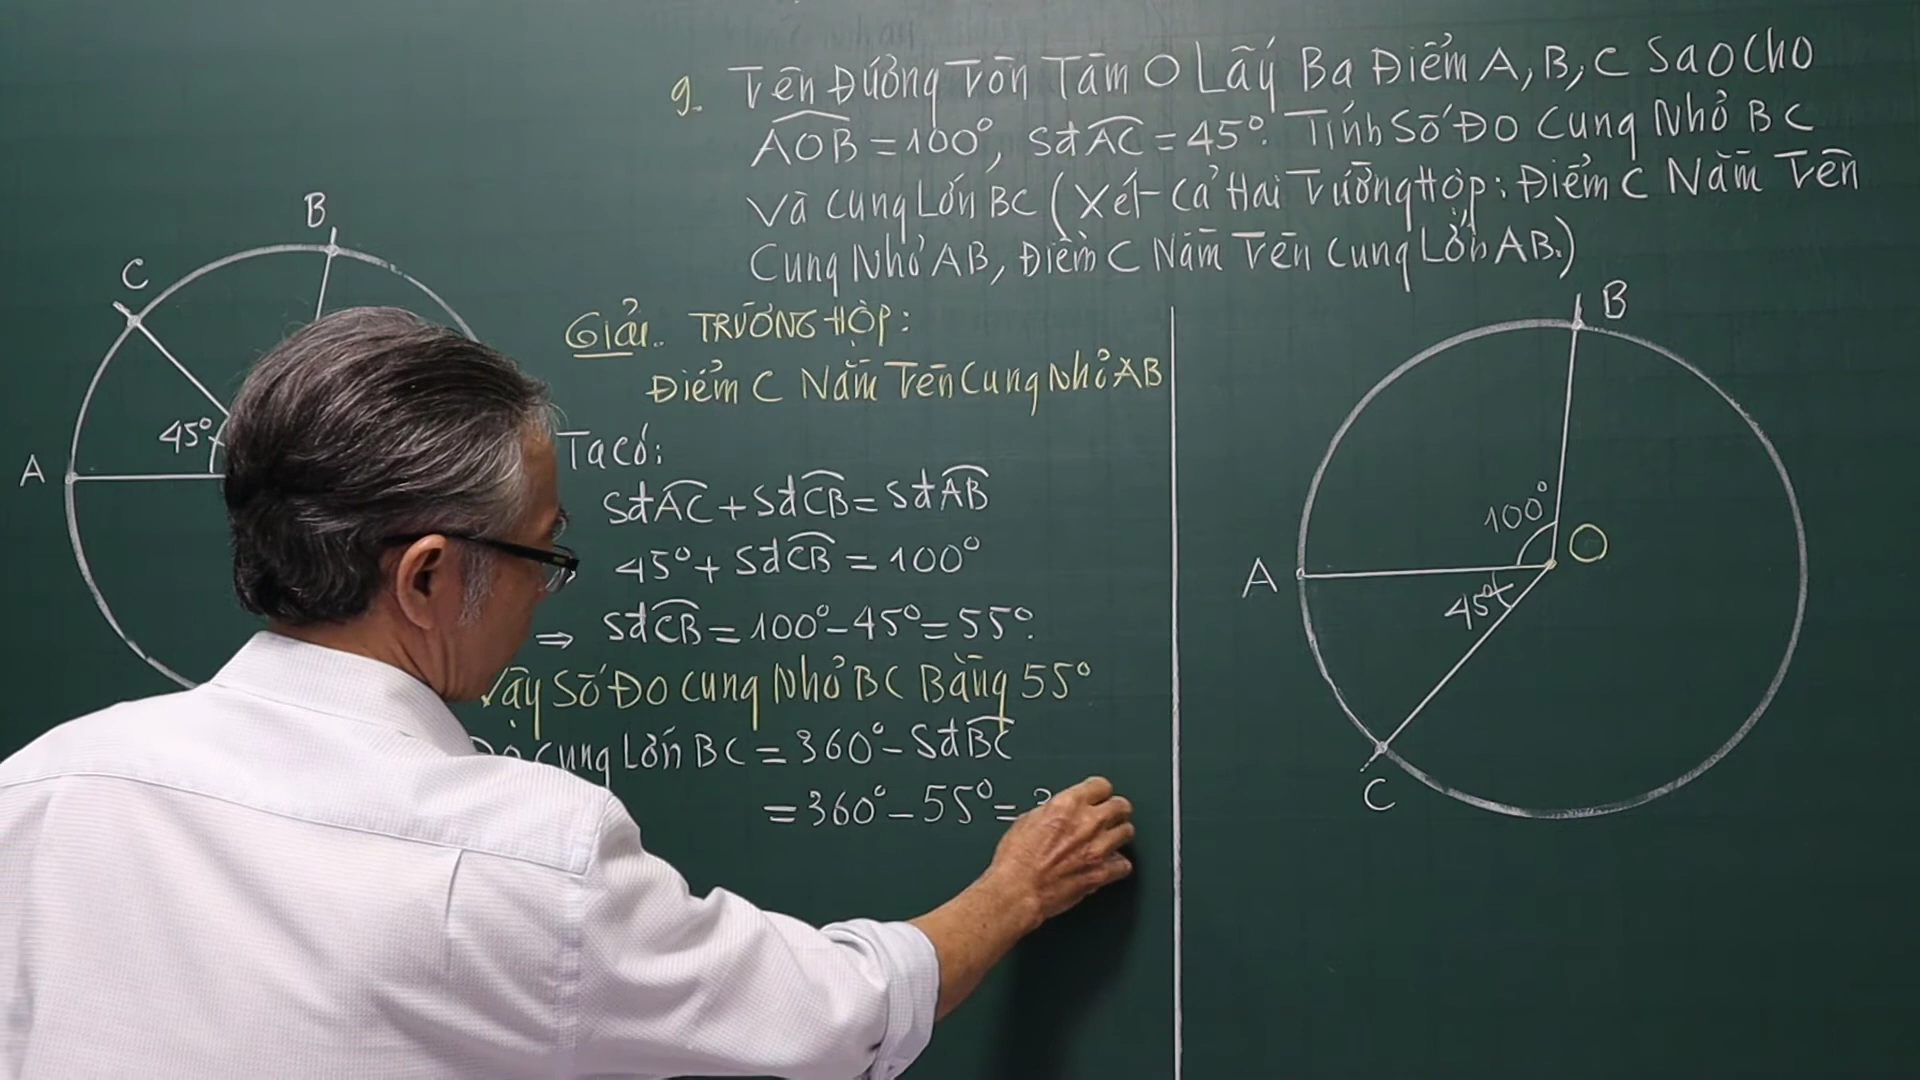 9. Trên Đường Tròn Tâm O Lấy Ba Điểm A, B, C Sao Cho
AOB = 100°, Sđ AC = 45°. Tính Số Đo Cung Nhỏ BC
Và Cung Lớn BC (Xét Cả Hai Trường Hợp: Điểm C Nằm Trên
Cung Nhỏ AB, Điểm C Nằm Trên Cung Lớn AB.)
B
C
45°
A
Giải.. TRƯỜNG HỢP:
Điểm C Nằm Trên Cung Nhỏ AB
Ta có:
Sđ AC + Sđ CB = Sđ AB
45° + Sđ CB = 100°
⇒ Sđ CB = 100° - 45° = 55°.
Vậy Số Đo Cung Nhỏ BC Bằng 55°
Cung Lớn BC = 360° - Sđ BC
= 360° - 55° =
B
100°
O
A
45°
C